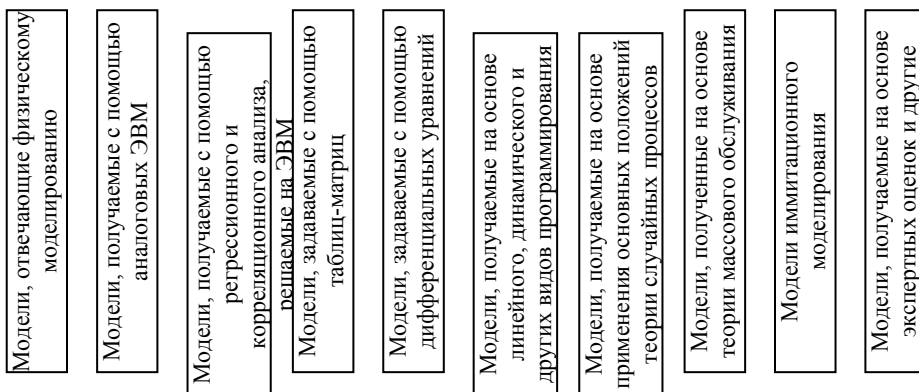 Модели, отвечающие физическому
моделированию
Модели, получаемые с помощью
аналоговых ЭВМ
Модели, получаемые с помощью
регрессионного и
корреляционного анализа,
решаемые на ЭВМ
Модели, задаваемые с помощью
таблиц-матриц
Модели, задаваемые с помощью
дифференциальных уравнений
Модели, получаемые на основе
линейного, динамического и
других видов программирования
Модели, получаемые на основе
применения основных положений
теории случайных процессов
Модели, полученные на основе
теории массового обслуживания
Модели иммитационного
моделирования
Модели, получаемые на основе
экспертных оценок и другие